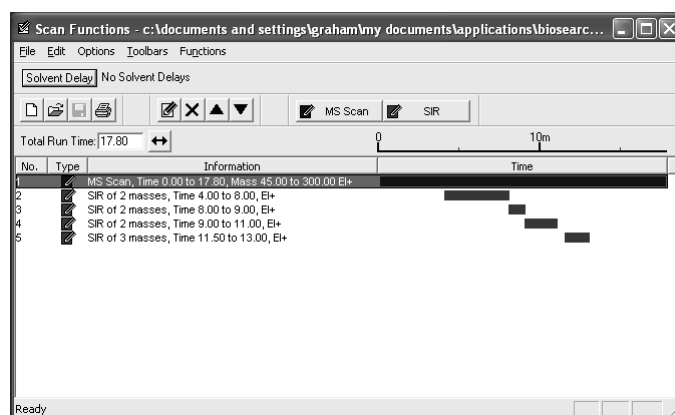 Scan Functions - c:\documents and settings\graham\my documents\applications\biosearc...
File Edit Options Toolbars Functions
Solvent Delay No Solvent Delays
MS Scan SIR
Total Run Time: 17.80 0 10m
No. Type Information Time
1 MS Scan, Time 0.00 to 17.80, Mass 45.00 to 300.00 EI+
2 SIR of 2 masses, Time 4.00 to 8.00, EI+
3 SIR of 2 masses, Time 8.00 to 9.00, EI+
4 SIR of 2 masses, Time 9.00 to 11.00, EI+
5 SIR of 3 masses, Time 11.50 to 13.00, EI+
Ready